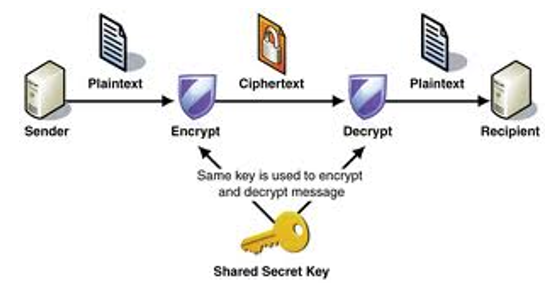 Plaintext
Ciphertext
Plaintext
Sender
Encrypt
Decrypt
Recipient
Same key is used to encrypt
and decrypt message
Shared Secret Key